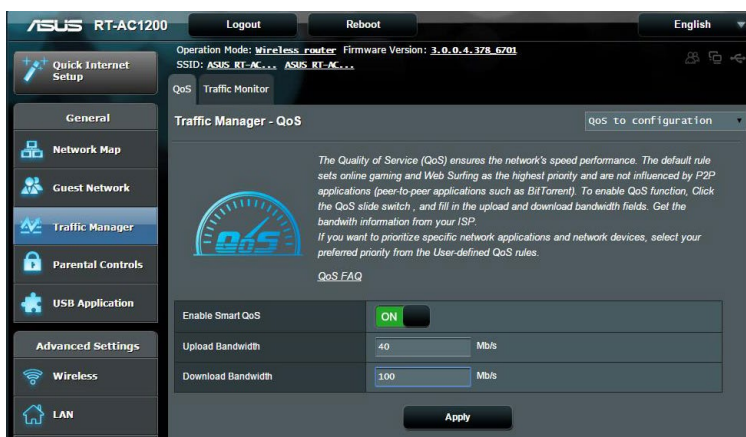 ASUS RT-AC1200
Logout
Reboot
English
Quick Internet
Setup
Operation Mode: Wireless router Firmware Version: 3.0.0.4.378_6701
SSID: ASUS_RT-AC... ASUS_RT-AC...
QoS
Traffic Monitor
General
Network Map
Guest Network
Traffic Manager
Parental Controls
USB Application
Advanced Settings
Wireless
LAN
Traffic Manager - QoS
QoS to configuration
QoS
The Quality of Service (QoS) ensures the network's speed performance. The default rule
sets online gaming and Web Surfing as the highest priority and are not influenced by P2P
applications (peer-to-peer applications such as BitTorrent). To enable QoS function, Click
the QoS slide switch , and fill in the upload and download bandwidth fields. Get the
bandwith information from your ISP.
If you want to prioritize specific network applications and network devices, select your
preferred priority from the User-defined QoS rules.
QoS FAQ
Enable Smart QoS
ON
Upload Bandwidth
40
Mb/s
Download Bandwidth
100
Mb/s
Apply